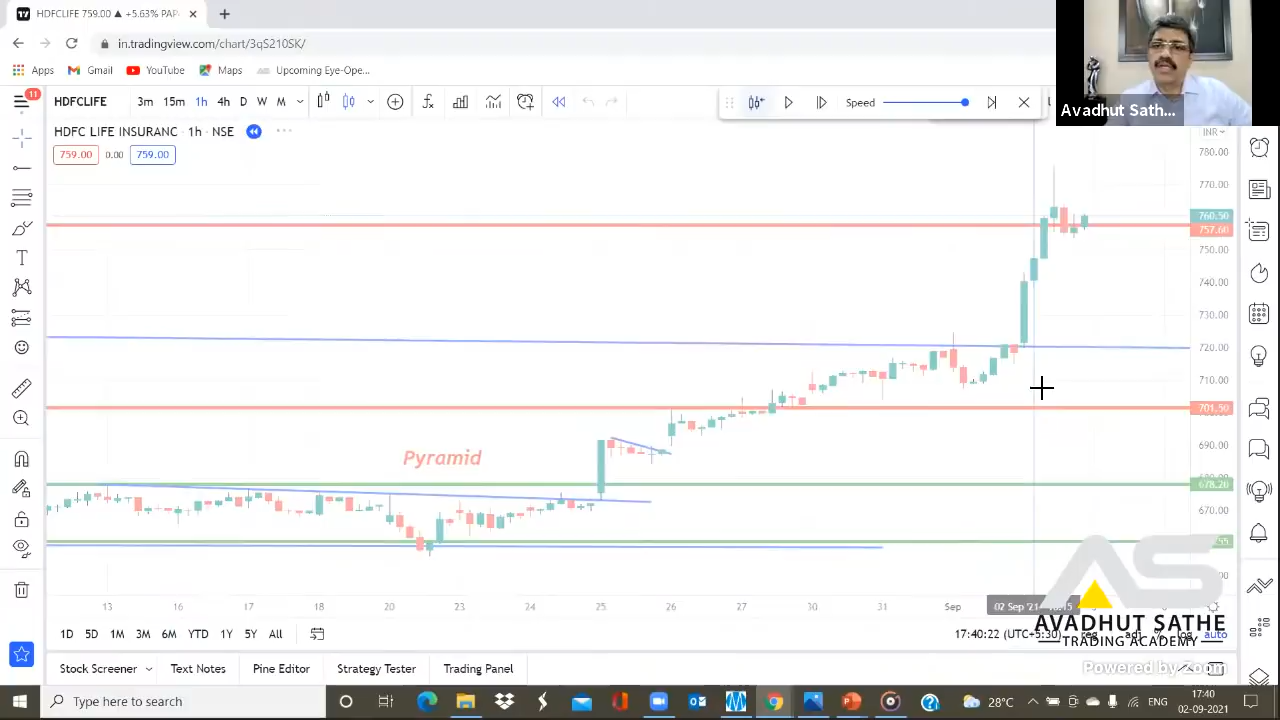 HDFCLIFE 759.00 ▲ +5.63% PAP
in.tradingview.com/chart/3qS210SK/
Apps Gmail YouTube Maps Upcoming Eye-Ope...
Avadhut Sath...
11
HDFCLIFE 3m 15m 1h 4h D W M Speed
HDFC LIFE INSURANC · 1h · NSE
INR
759.00 0.00 759.00
780.00
770.00
760.50
757.60
750.00
740.00
730.00
720.00
710.00
701.50
690.00
Pyramid
678.20
670.00
13 16 17 18 20 23 24 25 26 27 30 31 Sep
1D 5D 1M 3M 6M YTD 1Y 5Y All
17:40:22 (UTC+5:30)
log auto
AVADHUT SATHE
TRADING ACADEMY
Stock Screener Text Notes Pine Editor Strategy Tester Trading Panel
Powered by Zoom
Type here to search
28°C
17:40
02-09-2021